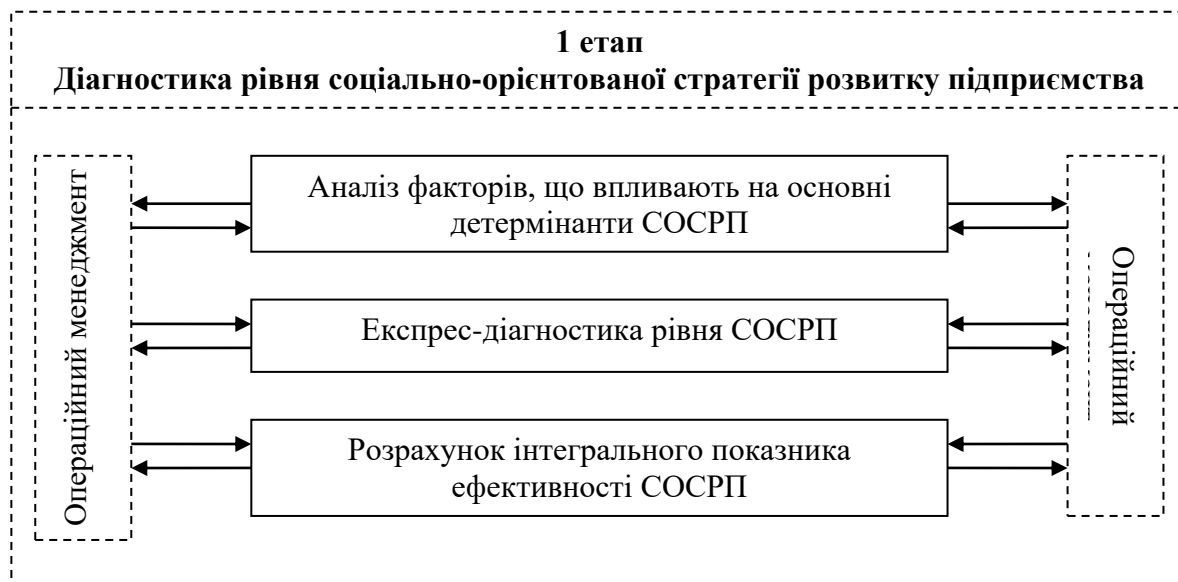 1 етап
Діагностика рівня соціально-орієнтованої стратегії розвитку підприємства
Операційний менеджмент
Аналіз факторів, що впливають на основні
детермінанти СОСРП
Експрес-діагностика рівня СОСРП
Розрахунок інтегрального показника
ефективності СОСРП
Операційний